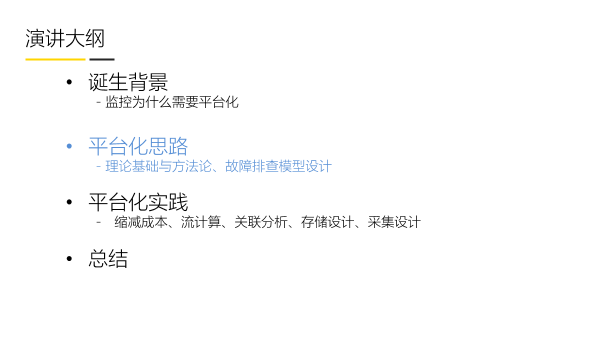 演讲大纲
• 诞生背景
- 监控为什么需要平台化
• 平台化思路
- 理论基础与方法论、故障排查模型设计
• 平台化实践
- 缩减成本、流计算、关联分析、存储设计、采集设计
• 总结